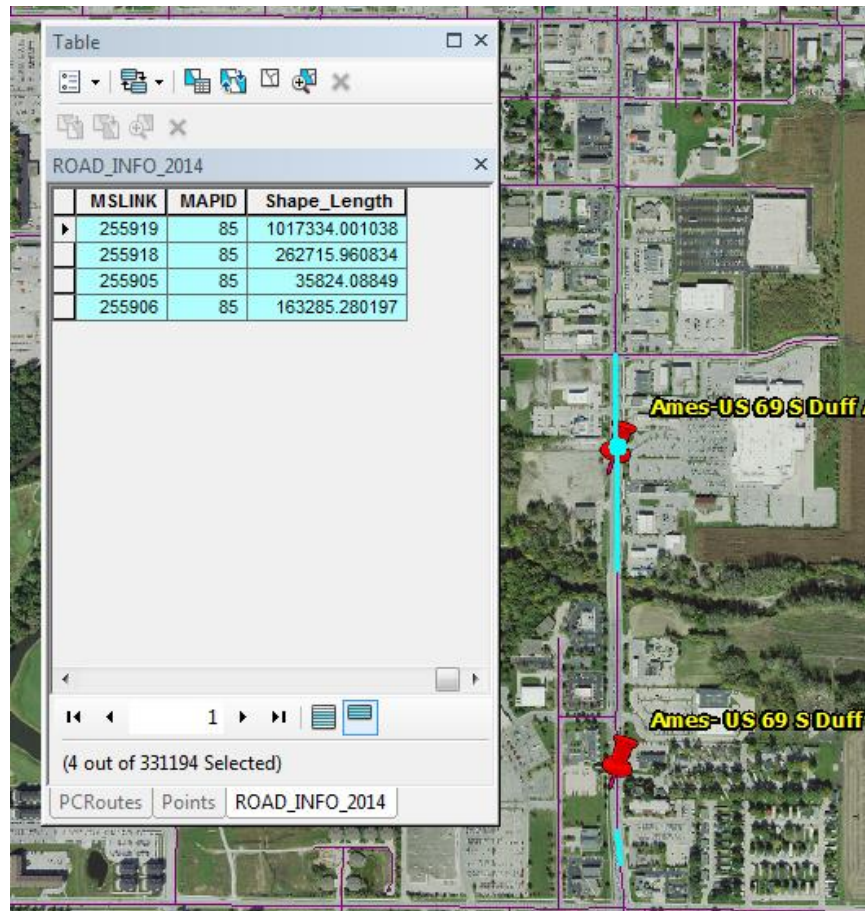 Table
ROAD_INFO_2014
MSLINK MAPID Shape_Length
255919 85 1017334.001038
255918 85 262715.960834
255905 85 35824.08849
255906 85 163285.280197
1
(4 out of 331194 Selected)
PCRoutes Points ROAD_INFO_2014
Ames-US 69 S Duff
Ames- US 69 S Duff